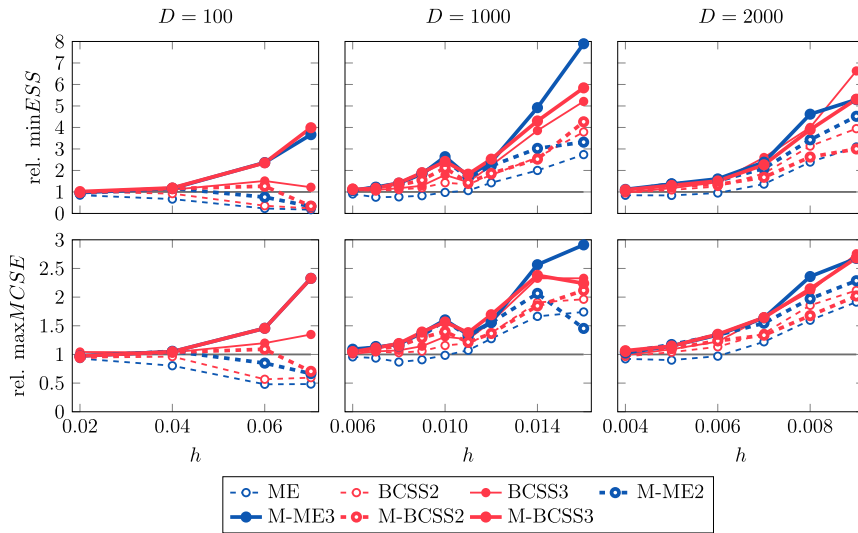 D = 100 D = 1000 D = 2000
rel. minESS
8
7
6
5
4
3
2
1
0
rel. maxMCSE
3
2.5
2
1.5
1
0.5
0
0.02 0.04 0.06
0.006 0.010 0.014
0.004 0.006 0.008
h h h
ME BCSS2 BCSS3 M-ME2
M-ME3 M-BCSS2 M-BCSS3